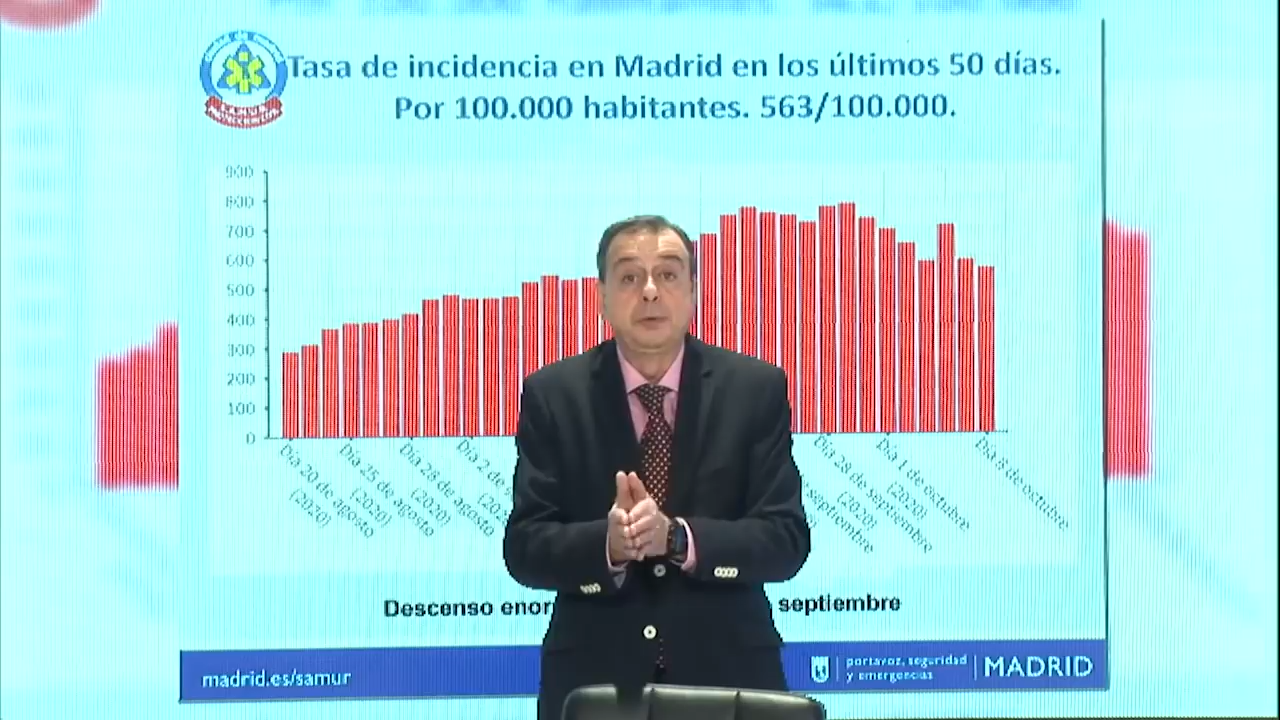 Tasa de incidencia en Madrid en los últimos 50 días.
Por 100.000 habitantes. 563/100.000.
900
800
700
600
500
400
300
200
100
0
Día 20 de agosto
(2020)
Día 25 de agosto
(2020)
Día 28 de agosto
(2020)
Día 2 de
septiembre
Día 28 de septiembre
(2020)
Día 1 de octubre
(2020)
Día 8 de octubre
Descenso septiembre
madrid.es/samur
portavoz, seguridad
y emergencias
MADRID